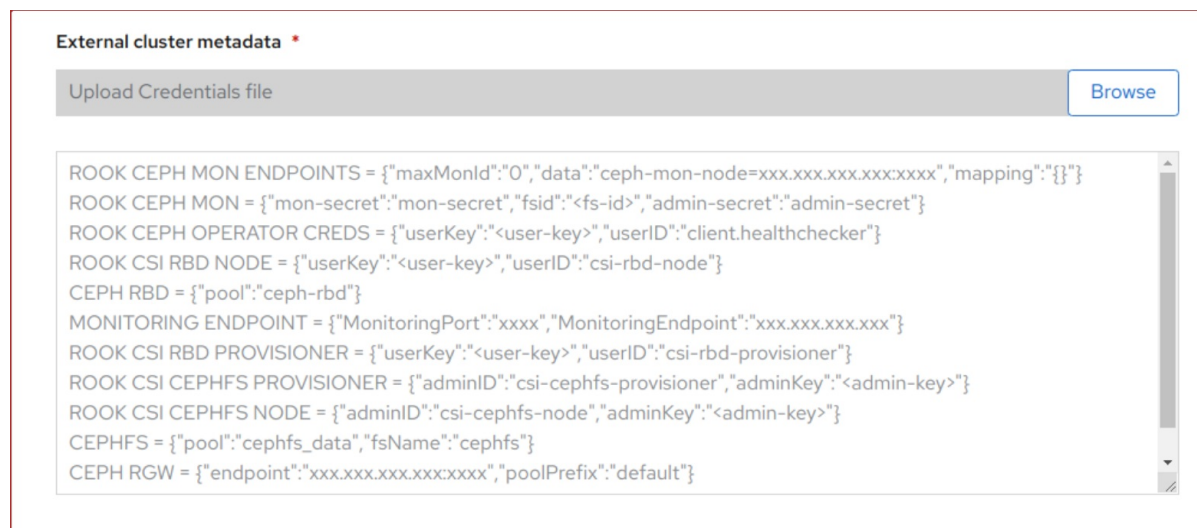 External cluster metadata *
Upload Credentials file
Browse
ROOK CEPH MON ENDPOINTS = {"maxMonId":"0","data":"ceph-mon-node=xxx.xxx.xxx.xxx:xxxx","mapping":"{}"}
ROOK CEPH MON = {"mon-secret":"mon-secret","fsid":"<fs-id>","admin-secret":"admin-secret"}
ROOK CEPH OPERATOR CREDS = {"userKey":"<user-key>","userID":"client.healthchecker"}
ROOK CSI RBD NODE = {"userKey":"<user-key>","userID":"csi-rbd-node"}
CEPH RBD = {"pool":"ceph-rbd"}
MONITORING ENDPOINT = {"MonitoringPort":"xxxx","MonitoringEndpoint":"xxx.xxx.xxx.xxx"}
ROOK CSI RBD PROVISIONER = {"userKey":"<user-key>","userID":"csi-rbd-provisioner"}
ROOK CSI CEPHFS PROVISIONER = {"adminID":"csi-cephfs-provisioner","adminKey":"<admin-key>"}
ROOK CSI CEPHFS NODE = {"adminID":"csi-cephfs-node","adminKey":"<admin-key>"}
CEPHFS = {"pool":"cephfs_data","fsName":"cephfs"}
CEPH RGW = {"endpoint":"xxx.xxx.xxx.xxx:xxxx","poolPrefix":"default"}